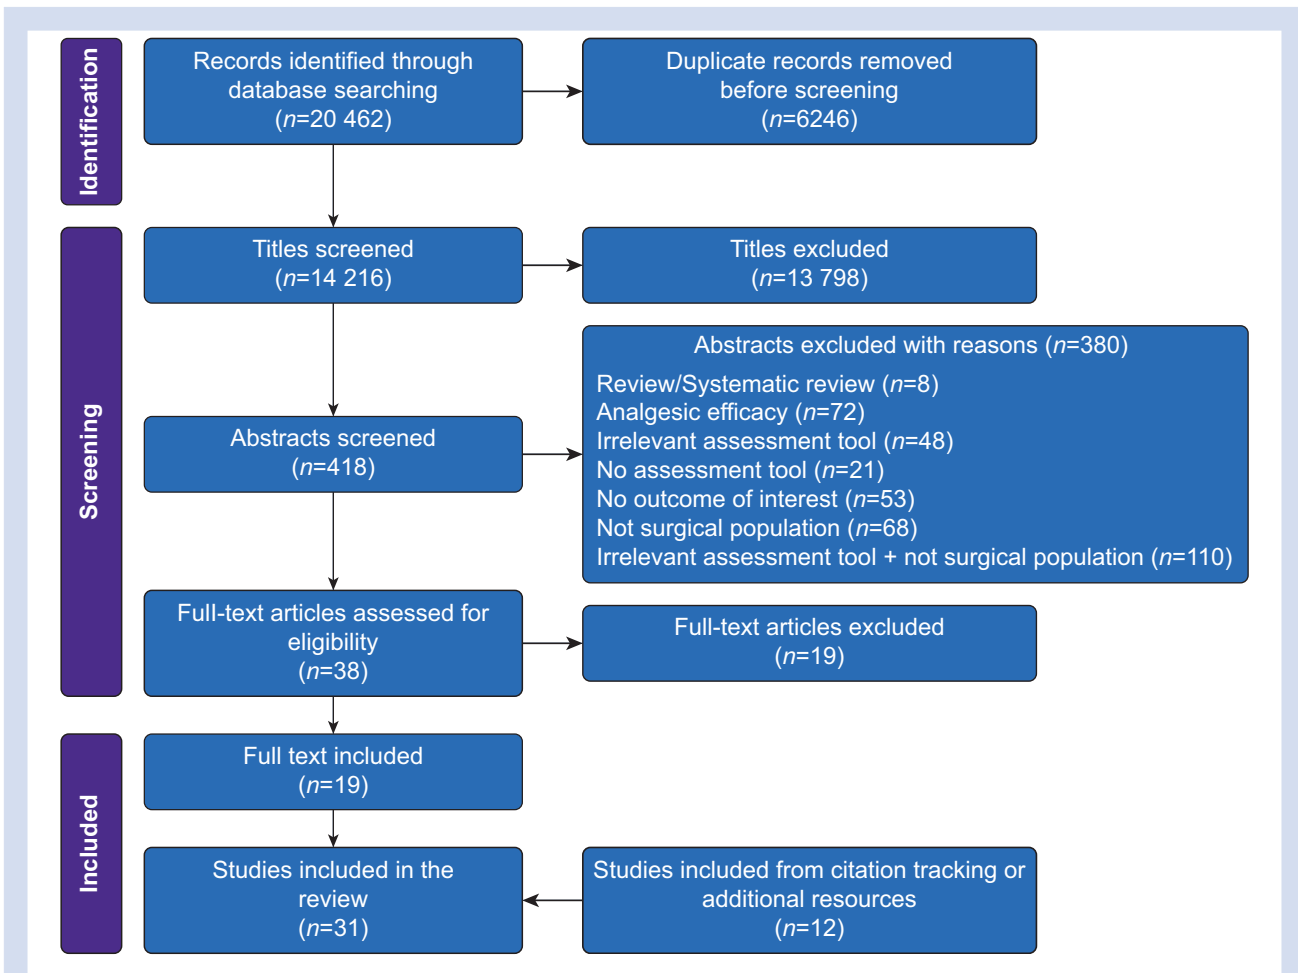 Identification
Records identified through
database searching
(n=20 462)
Duplicate records removed
before screening
(n=6246)
Screening
Titles screened
(n=14 216)
Titles excluded
(n=13 798)
Abstracts screened
(n=418)
Abstracts excluded with reasons (n=380)
Review/Systematic review (n=8)
Analgesic efficacy (n=72)
Irrelevant assessment tool (n=48)
No assessment tool (n=21)
No outcome of interest (n=53)
Not surgical population (n=68)
Irrelevant assessment tool + not surgical population (n=110)
Full-text articles assessed for
eligibility
(n=38)
Full-text articles excluded
(n=19)
Included
Full text included
(n=19)
Studies included in the
review
(n=31)
Studies included from citation tracking or
additional resources
(n=12)